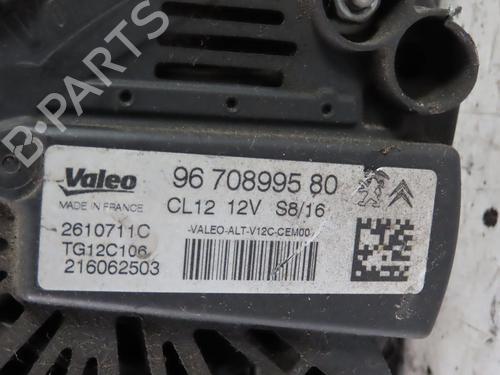 B-PARTS
Valeo
MADE IN FRANCE
96 708995 80
CL12 12V S8/16
2610711C
TG12C106
216062503
-VALEO-ALT-V12C-CEM00